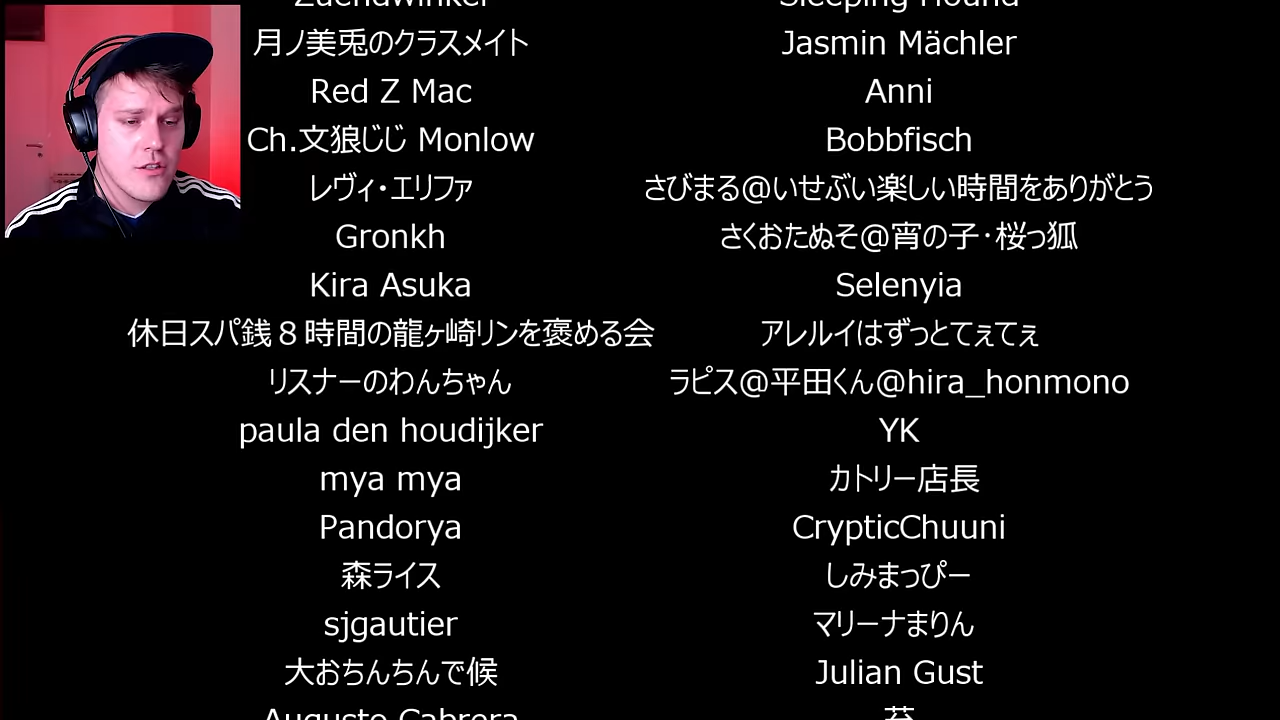 Zuendwinkel
Sleeping Hound
月ノ美兎のクラスメイト
Jasmin Mächler
Red Z Mac
Anni
Ch.文狼じじ Monlow
Bobbfisch
レヴィ・エリファ
さびまる@いせぶい楽しい時間をありがとう
Gronkh
さくおたぬそ@宵の子・桜っ狐
Kira Asuka
Selenyia
休日スパ銭８時間の龍ヶ崎リンを褒める会
アレルイはずっとてぇてぇ
リスナーのわんちゃん
ラピス@平田くん@hira_honmono
paula den houdijker
YK
mya mya
カトリー店長
Pandorya
CrypticChuuni
森ライス
しみまっぴー
sjgautier
マリーナまりん
大おちんちんで候
Julian Gust
Augusto Cabrera